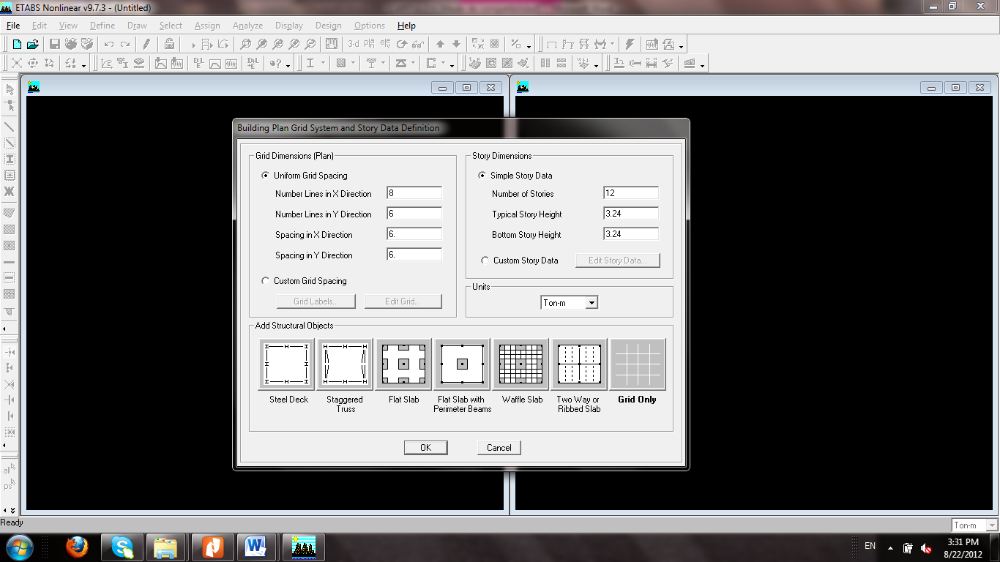 ETABS Nonlinear v9.7.3 - (Untitled)
File Edit View Define Draw Select Assign Analyze Display Design Options Help
3-d
Building Plan Grid System and Story Data Definition
Grid Dimensions (Plan)
Uniform Grid Spacing
Number Lines in X Direction 8
Number Lines in Y Direction 6
Spacing in X Direction 6.
Spacing in Y Direction 6.
Custom Grid Spacing
Grid Labels... Edit Grid...
Story Dimensions
Simple Story Data
Number of Stories 12
Typical Story Height 3.24
Bottom Story Height 3.24
Custom Story Data Edit Story Data...
Units
Ton-m
Add Structural Objects
Steel Deck
Staggered
Truss
Flat Slab
Flat Slab with
Perimeter Beams
Waffle Slab
Two Way or
Ribbed Slab
Grid Only
OK Cancel
all
ps
Ready
Ton-m
EN
3:31 PM
8/22/2012